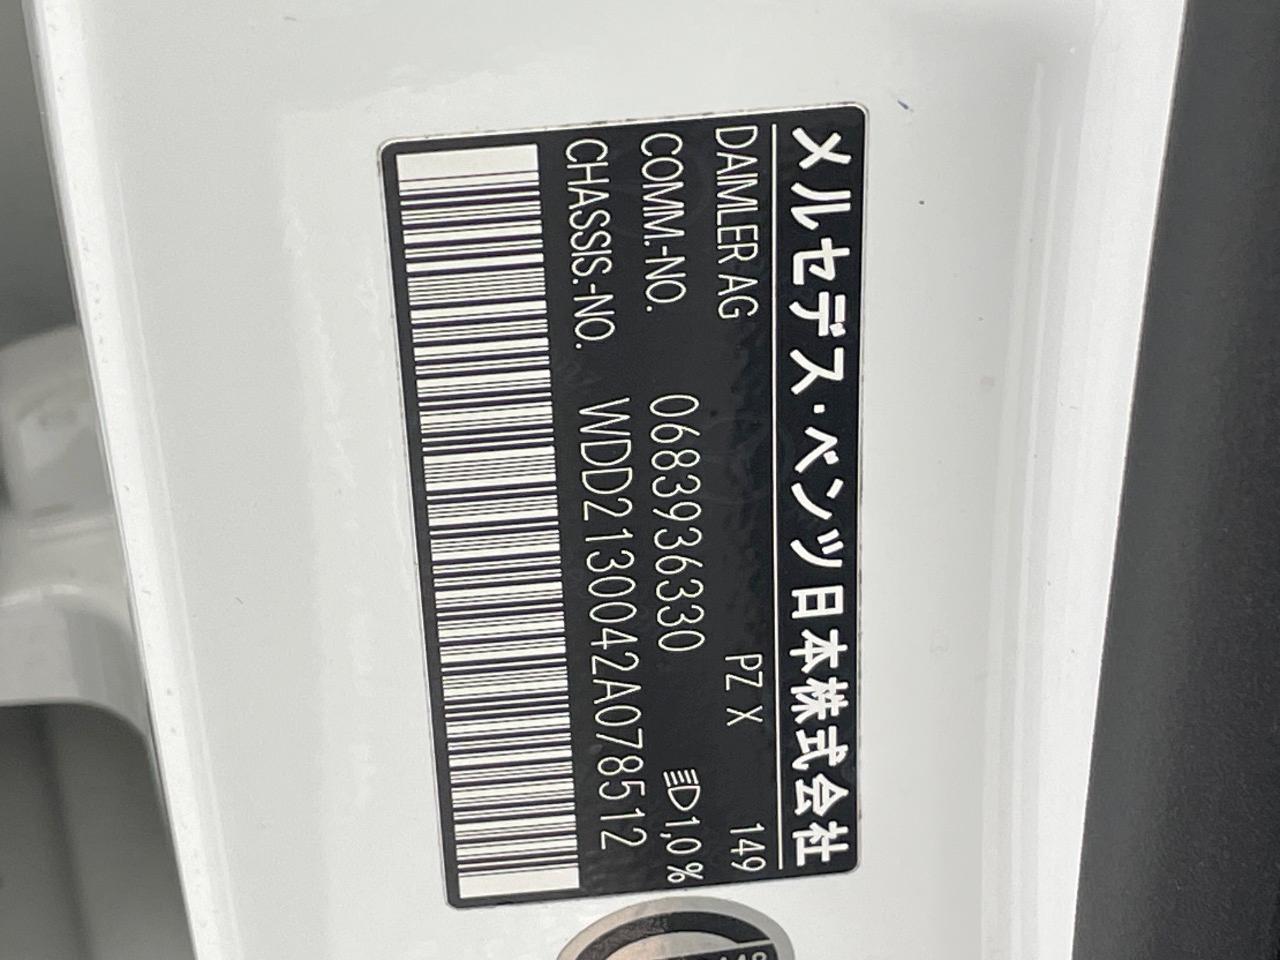 メルセデス・ベンツ日本株式会社
DAIMLER AG PZ X 149
COMM.-NO. 0683936330 1,0%
CHASSIS.-NO. WDD2130042A078512